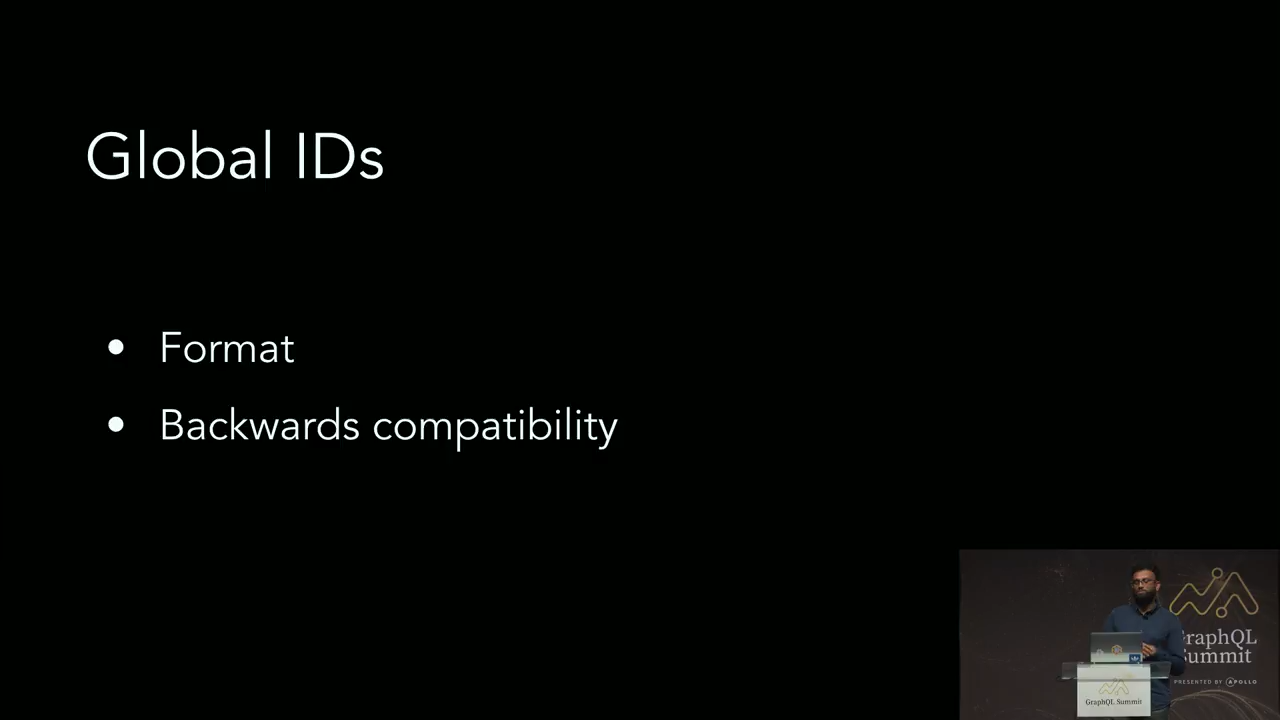 Global IDs
• Format
• Backwards compatibility
GraphQL
Summit
PRESENTED BY APOLLO
GraphQL Summit